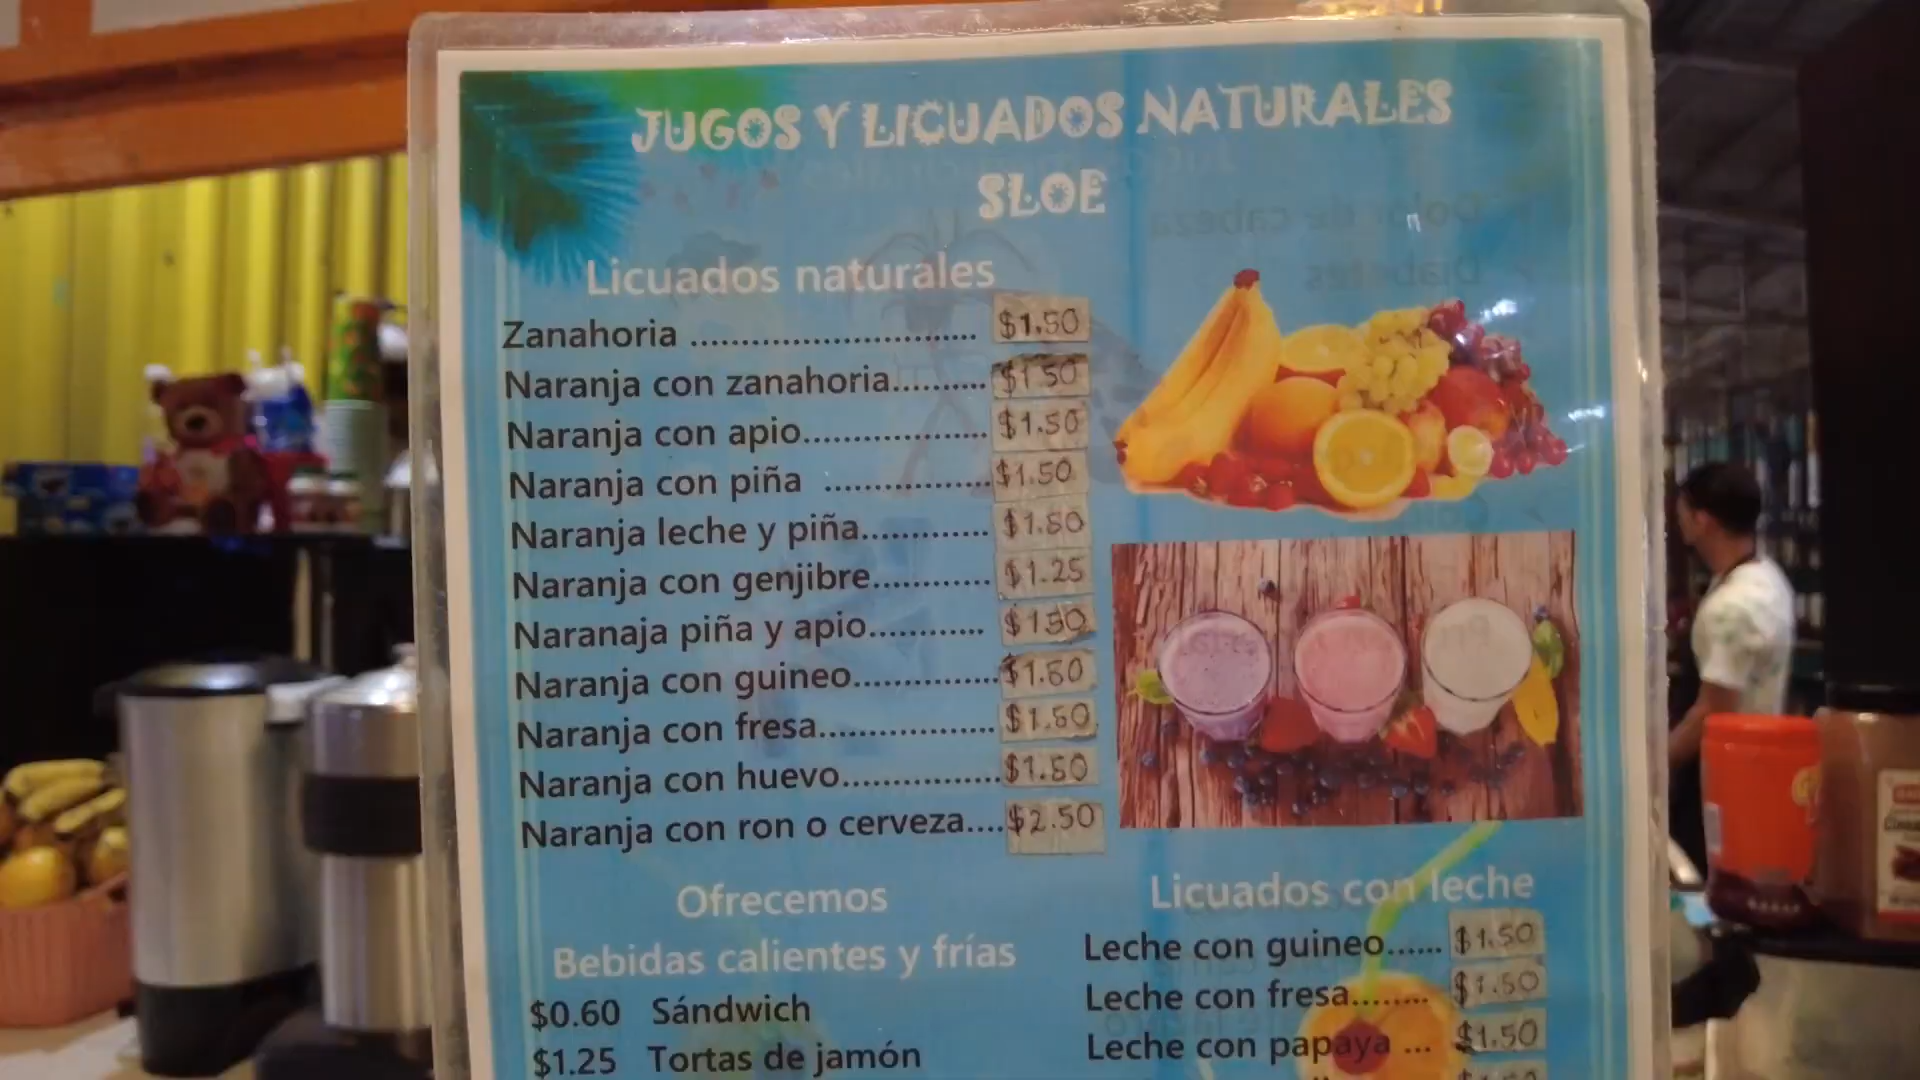 JUGOS Y LICUADOS NATURALES
SLOE
Licuados naturales
Zanahoria ............................ $1.50
Naranja con zanahoria.......... $1.50
Naranja con apio.................. $1.50
Naranja con piña ................ $1.50
Naranja leche y piña............. $1.50
Naranja con genjibre............ $1.25
Naranaja piña y apio............ $1.50
Naranja con guineo.............. $1.50
Naranja con fresa................. $1.50
Naranja con huevo............... $1.50
Naranja con ron o cerveza.... $2.50
Ofrecemos
Bebidas calientes y frías
$0.60 Sándwich
$1.25 Tortas de jamón
Licuados con leche
Leche con guineo...... $1.50
Leche con fresa........ $1.50
Leche con papaya ... $1.50